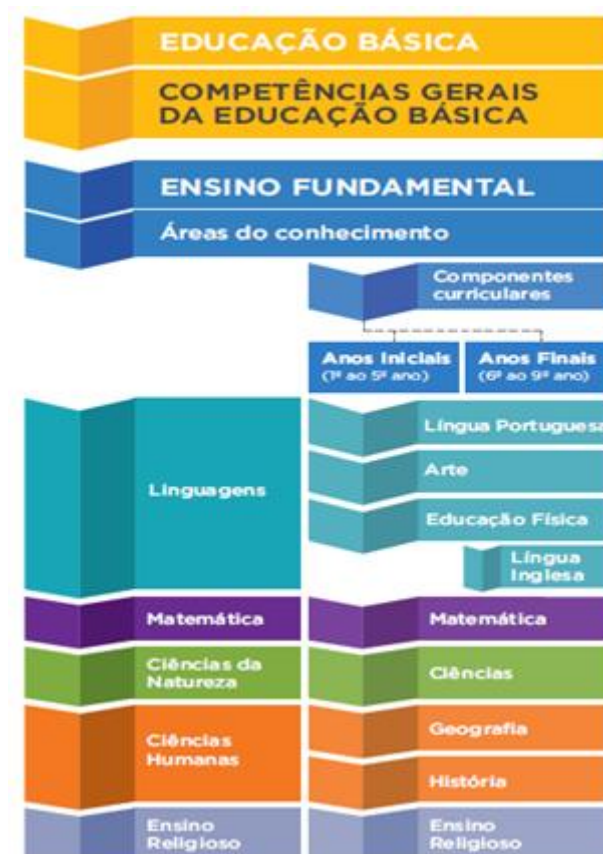 EDUCAÇÃO BÁSICA
COMPETÊNCIAS GERAIS
DA EDUCAÇÃO BÁSICA
ENSINO FUNDAMENTAL
Áreas do conhecimento
Componentes
curriculares
Anos Iniciais
(1º ao 5º ano)
Anos Finais
(6º ao 9º ano)
Linguagens
Língua Portuguesa
Arte
Educação Física
Língua
Inglesa
Matemática
Matemática
Ciências da
Natureza
Ciências
Ciências
Humanas
Geografia
História
Ensino
Religioso
Ensino
Religioso